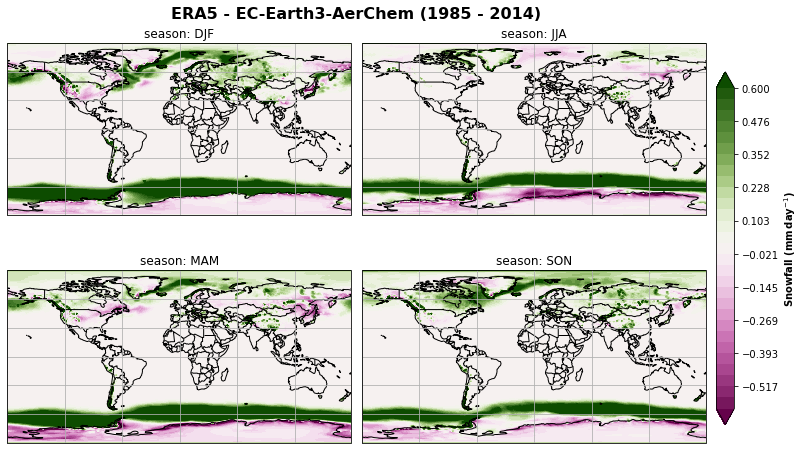 ERA5 - EC-Earth3-AerChem (1985 - 2014)
season: DJF
season: JJA
season: MAM
season: SON
0.600
0.476
0.352
0.228
0.103
−0.021
−0.145
−0.269
−0.393
−0.517
Snowfall (mm day⁻¹)